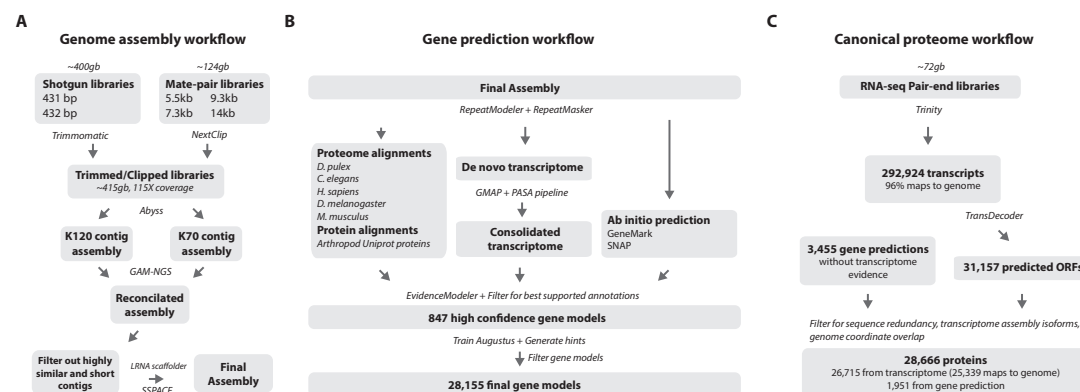 A
Genome assembly workflow
~400gb
~124gb
Shotgun libraries
431 bp
432 bp
Mate-pair libraries
5.5kb 9.3kb
7.3kb 14kb
Trimmomatic
NextClip
Trimmed/Clipped libraries
~415gb, 115X coverage
Abyss
K120 contig
assembly
K70 contig
assembly
GAM-NGS
Reconcilated
assembly
Filter out highly
similar and short
contigs
LRNA scaffolder
SSPACE
Final
Assembly
B
Gene prediction workflow
Final Assembly
RepeatModeler + RepeatMasker
Proteome alignments
D. pulex
C. elegans
H. sapiens
D. melanogaster
M. musculus
Protein alignments
Arthropod Uniprot proteins
De novo transcriptome
GMAP + PASA pipeline
Consolidated
transcriptome
Ab initio prediction
GeneMark
SNAP
EvidenceModeler + Filter for best supported annotations
847 high confidence gene models
Train Augustus + Generate hints
Filter gene models
28,155 final gene models
C
Canonical proteome workflow
~72gb
RNA-seq Pair-end libraries
Trinity
292,924 transcripts
96% maps to genome
TransDecoder
3,455 gene predictions
without transcriptome
evidence
31,157 predicted ORFs
Filter for sequence redundancy, transcriptome assembly isoforms,
genome coordinate overlap
28,666 proteins
26,715 from transcriptome (25,339 maps to genome)
1,951 from gene prediction